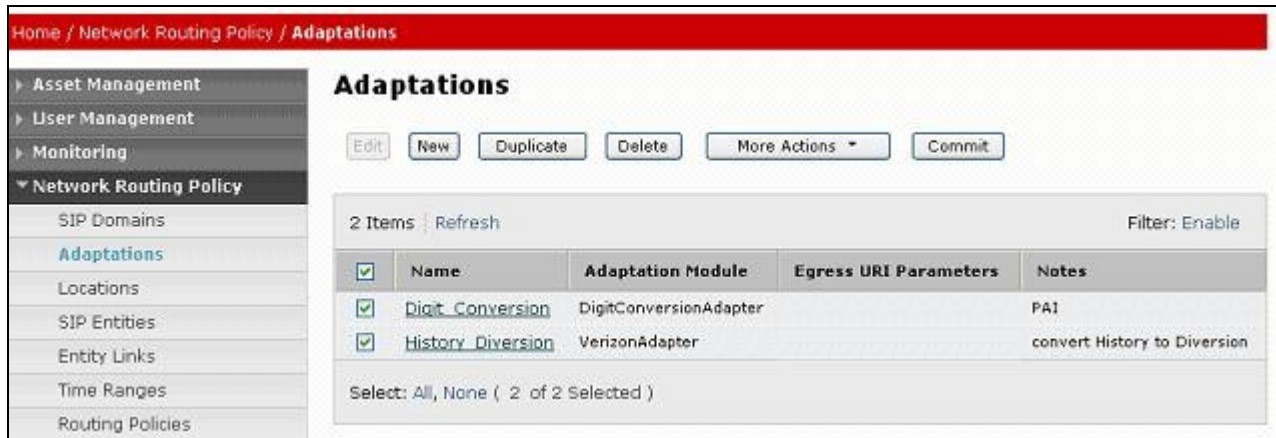 Home / Network Routing Policy / Adaptations
Asset Management
User Management
Monitoring
Network Routing Policy
SIP Domains
Adaptations
Locations
SIP Entities
Entity Links
Time Ranges
Routing Policies
Adaptations
Edit New Duplicate Delete More Actions Commit
2 Items Refresh Filter: Enable
Name Adaptation Module Egress URI Parameters Notes
Digit_Conversion DigitConversionAdapter PAI
History_Diversion VerizonAdapter convert History to Diversion
Select: All, None ( 2 of 2 Selected )